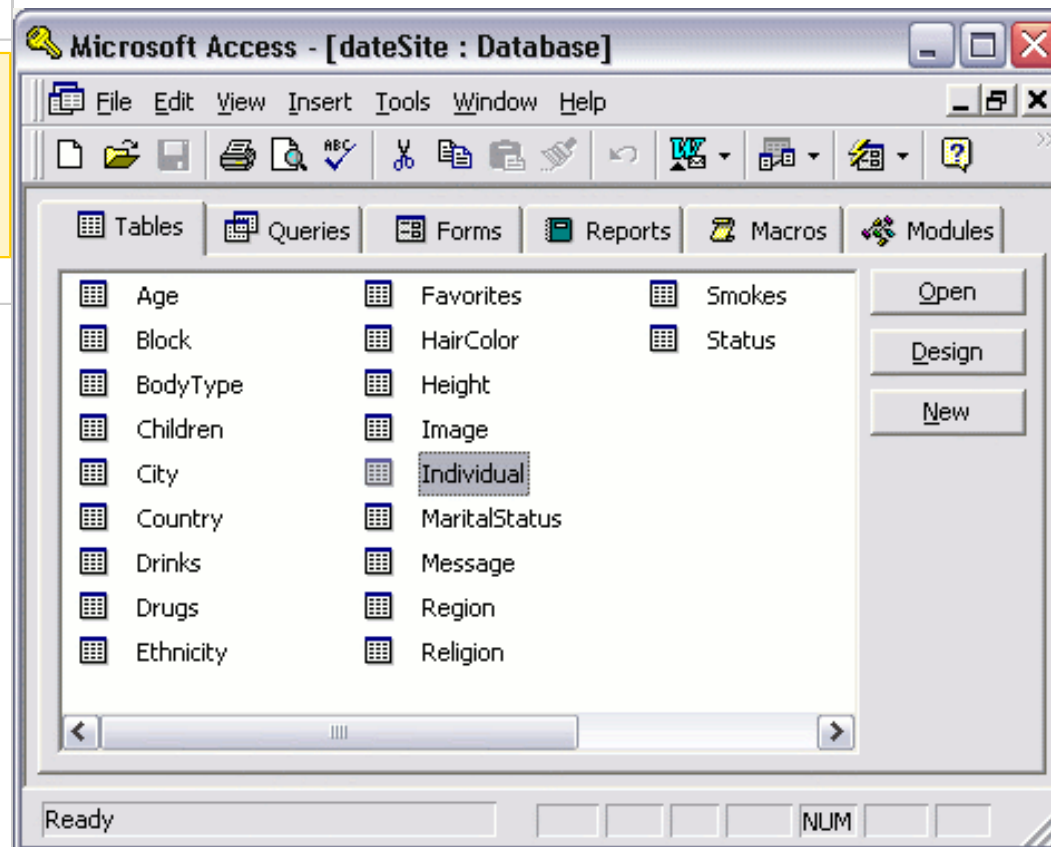 Microsoft Access - [dateSite : Database]
File Edit View Insert Tools Window Help
ABC
W
Tables Queries Forms Reports Macros Modules
Age Favorites Smokes Open
Block HairColor Status
Design
BodyType Height
New
Children Image
City Individual
Country MaritalStatus
Drinks Message
Drugs Region
Ethnicity Religion
Ready NUM